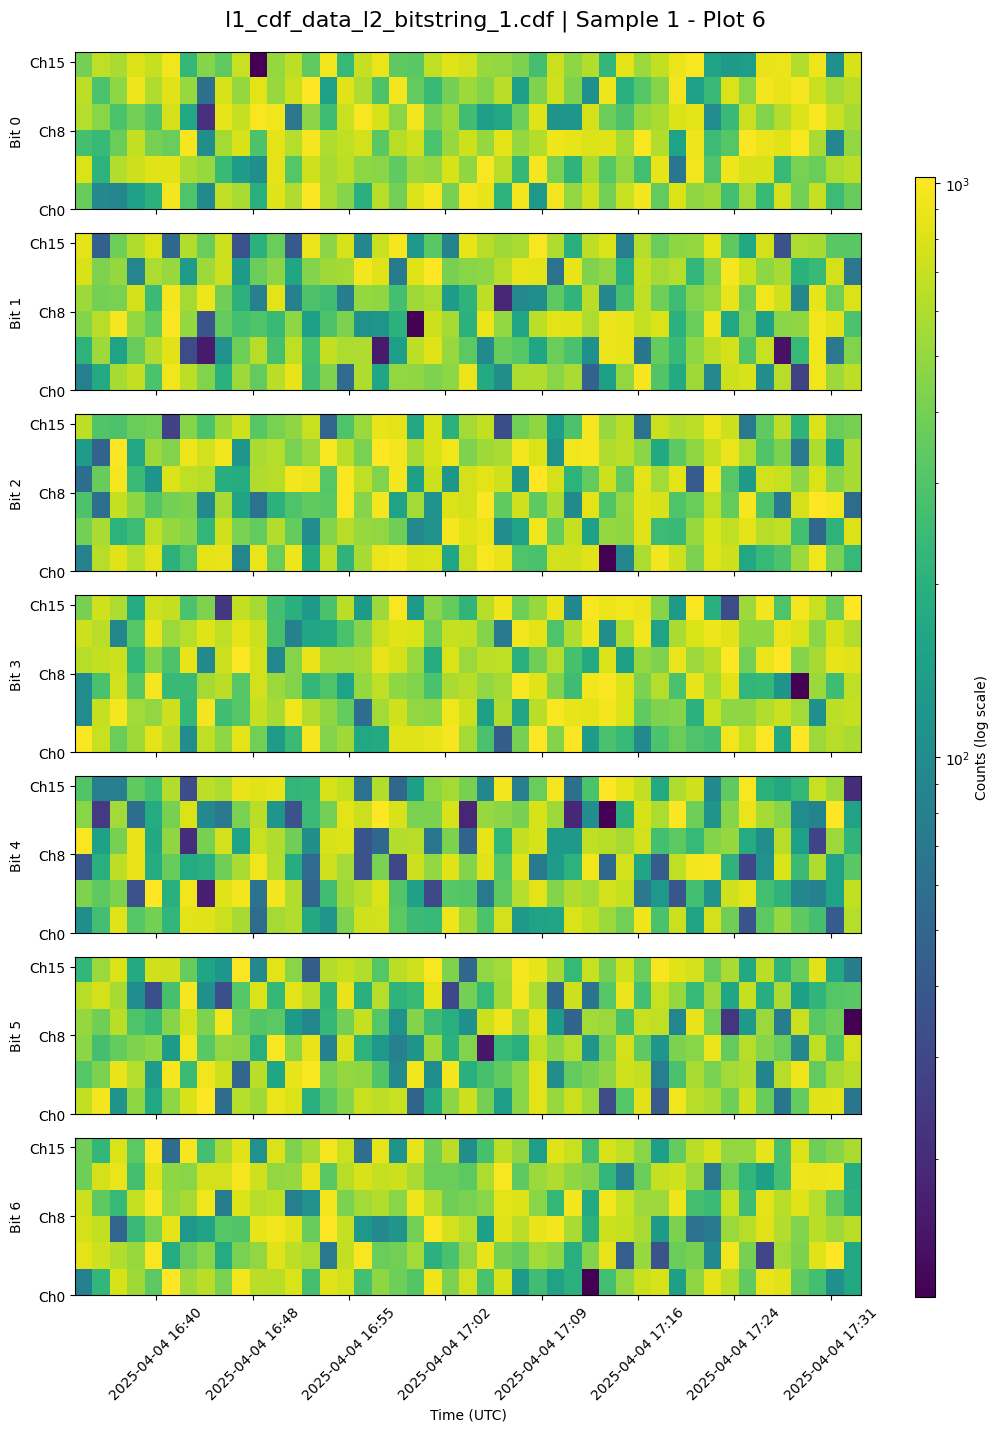 l1_cdf_data_l2_bitstring_1.cdf | Sample 1 - Plot 6
Ch15
Ch8
Ch0
Bit 0
Ch15
Ch8
Ch0
Bit 1
Ch15
Ch8
Ch0
Bit 2
Ch15
Ch8
Ch0
Bit 3
Ch15
Ch8
Ch0
Bit 4
Ch15
Ch8
Ch0
Bit 5
Ch15
Ch8
Ch0
Bit 6
2025-04-04 16:40
2025-04-04 16:48
2025-04-04 16:55
2025-04-04 17:02
2025-04-04 17:09
2025-04-04 17:16
2025-04-04 17:24
2025-04-04 17:31
Time (UTC)
10³
10²
Counts (log scale)